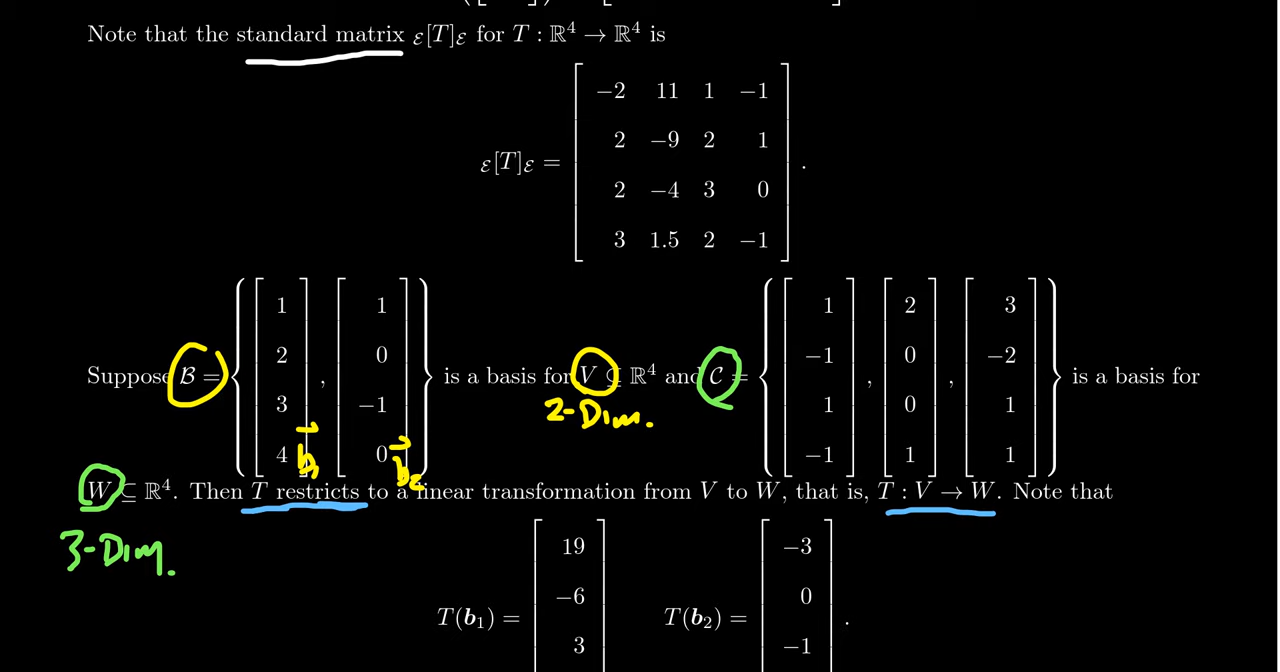 Note that the standard matrix ℰ[T]ℰ for T : ℝ⁴ → ℝ⁴ is
−2 11 1 −1
2 −9 2 1
ℰ[T]ℰ = .
2 −4 3 0
3 1.5 2 −1
1 1 1 2 3
2 0 −1 0 −2
Suppose ℬ = { , } is a basis for V ⊆ ℝ⁴ and 𝒞 = { , , } is a basis for
2-Dim.
3 −1 1 0 1
4 0 −1 1 1
b⃗₁ b⃗₂
W ⊆ ℝ⁴. Then T restricts to a linear transformation from V to W, that is, T : V → W. Note that
3-Dim.
19 −3
−6 0
T(b₁) = T(b₂) = .
3 −1